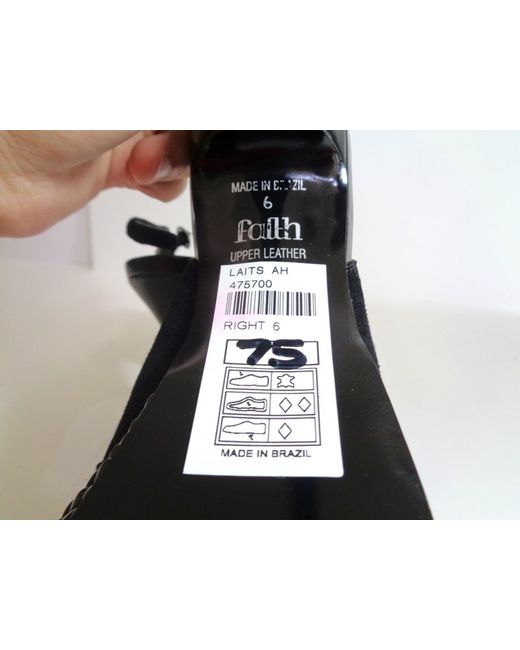 MADE IN BRAZIL
6
faith
UPPER LEATHER
LAITS AH
475700
RIGHT 6
75
MADE IN BRAZIL